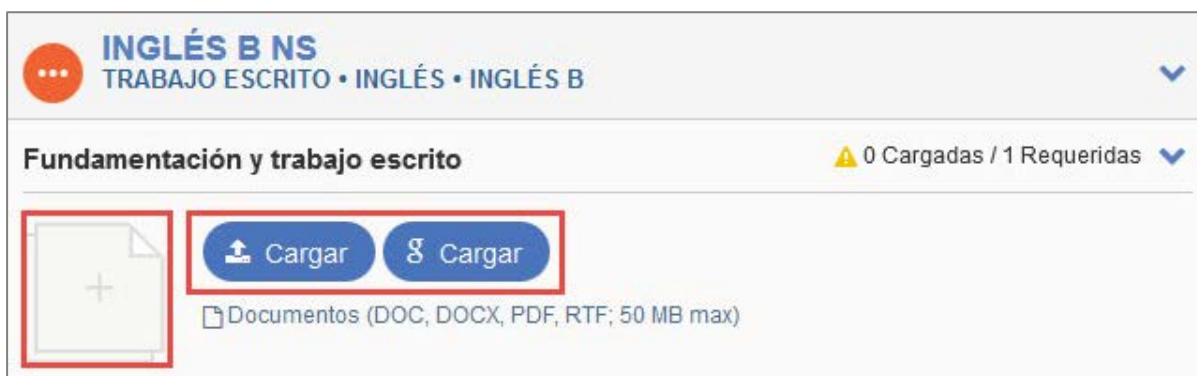 INGLÉS B NS
TRABAJO ESCRITO • INGLÉS • INGLÉS B
Fundamentación y trabajo escrito
0 Cargadas / 1 Requeridas
Cargar
g Cargar
Documentos (DOC, DOCX, PDF, RTF; 50 MB max)